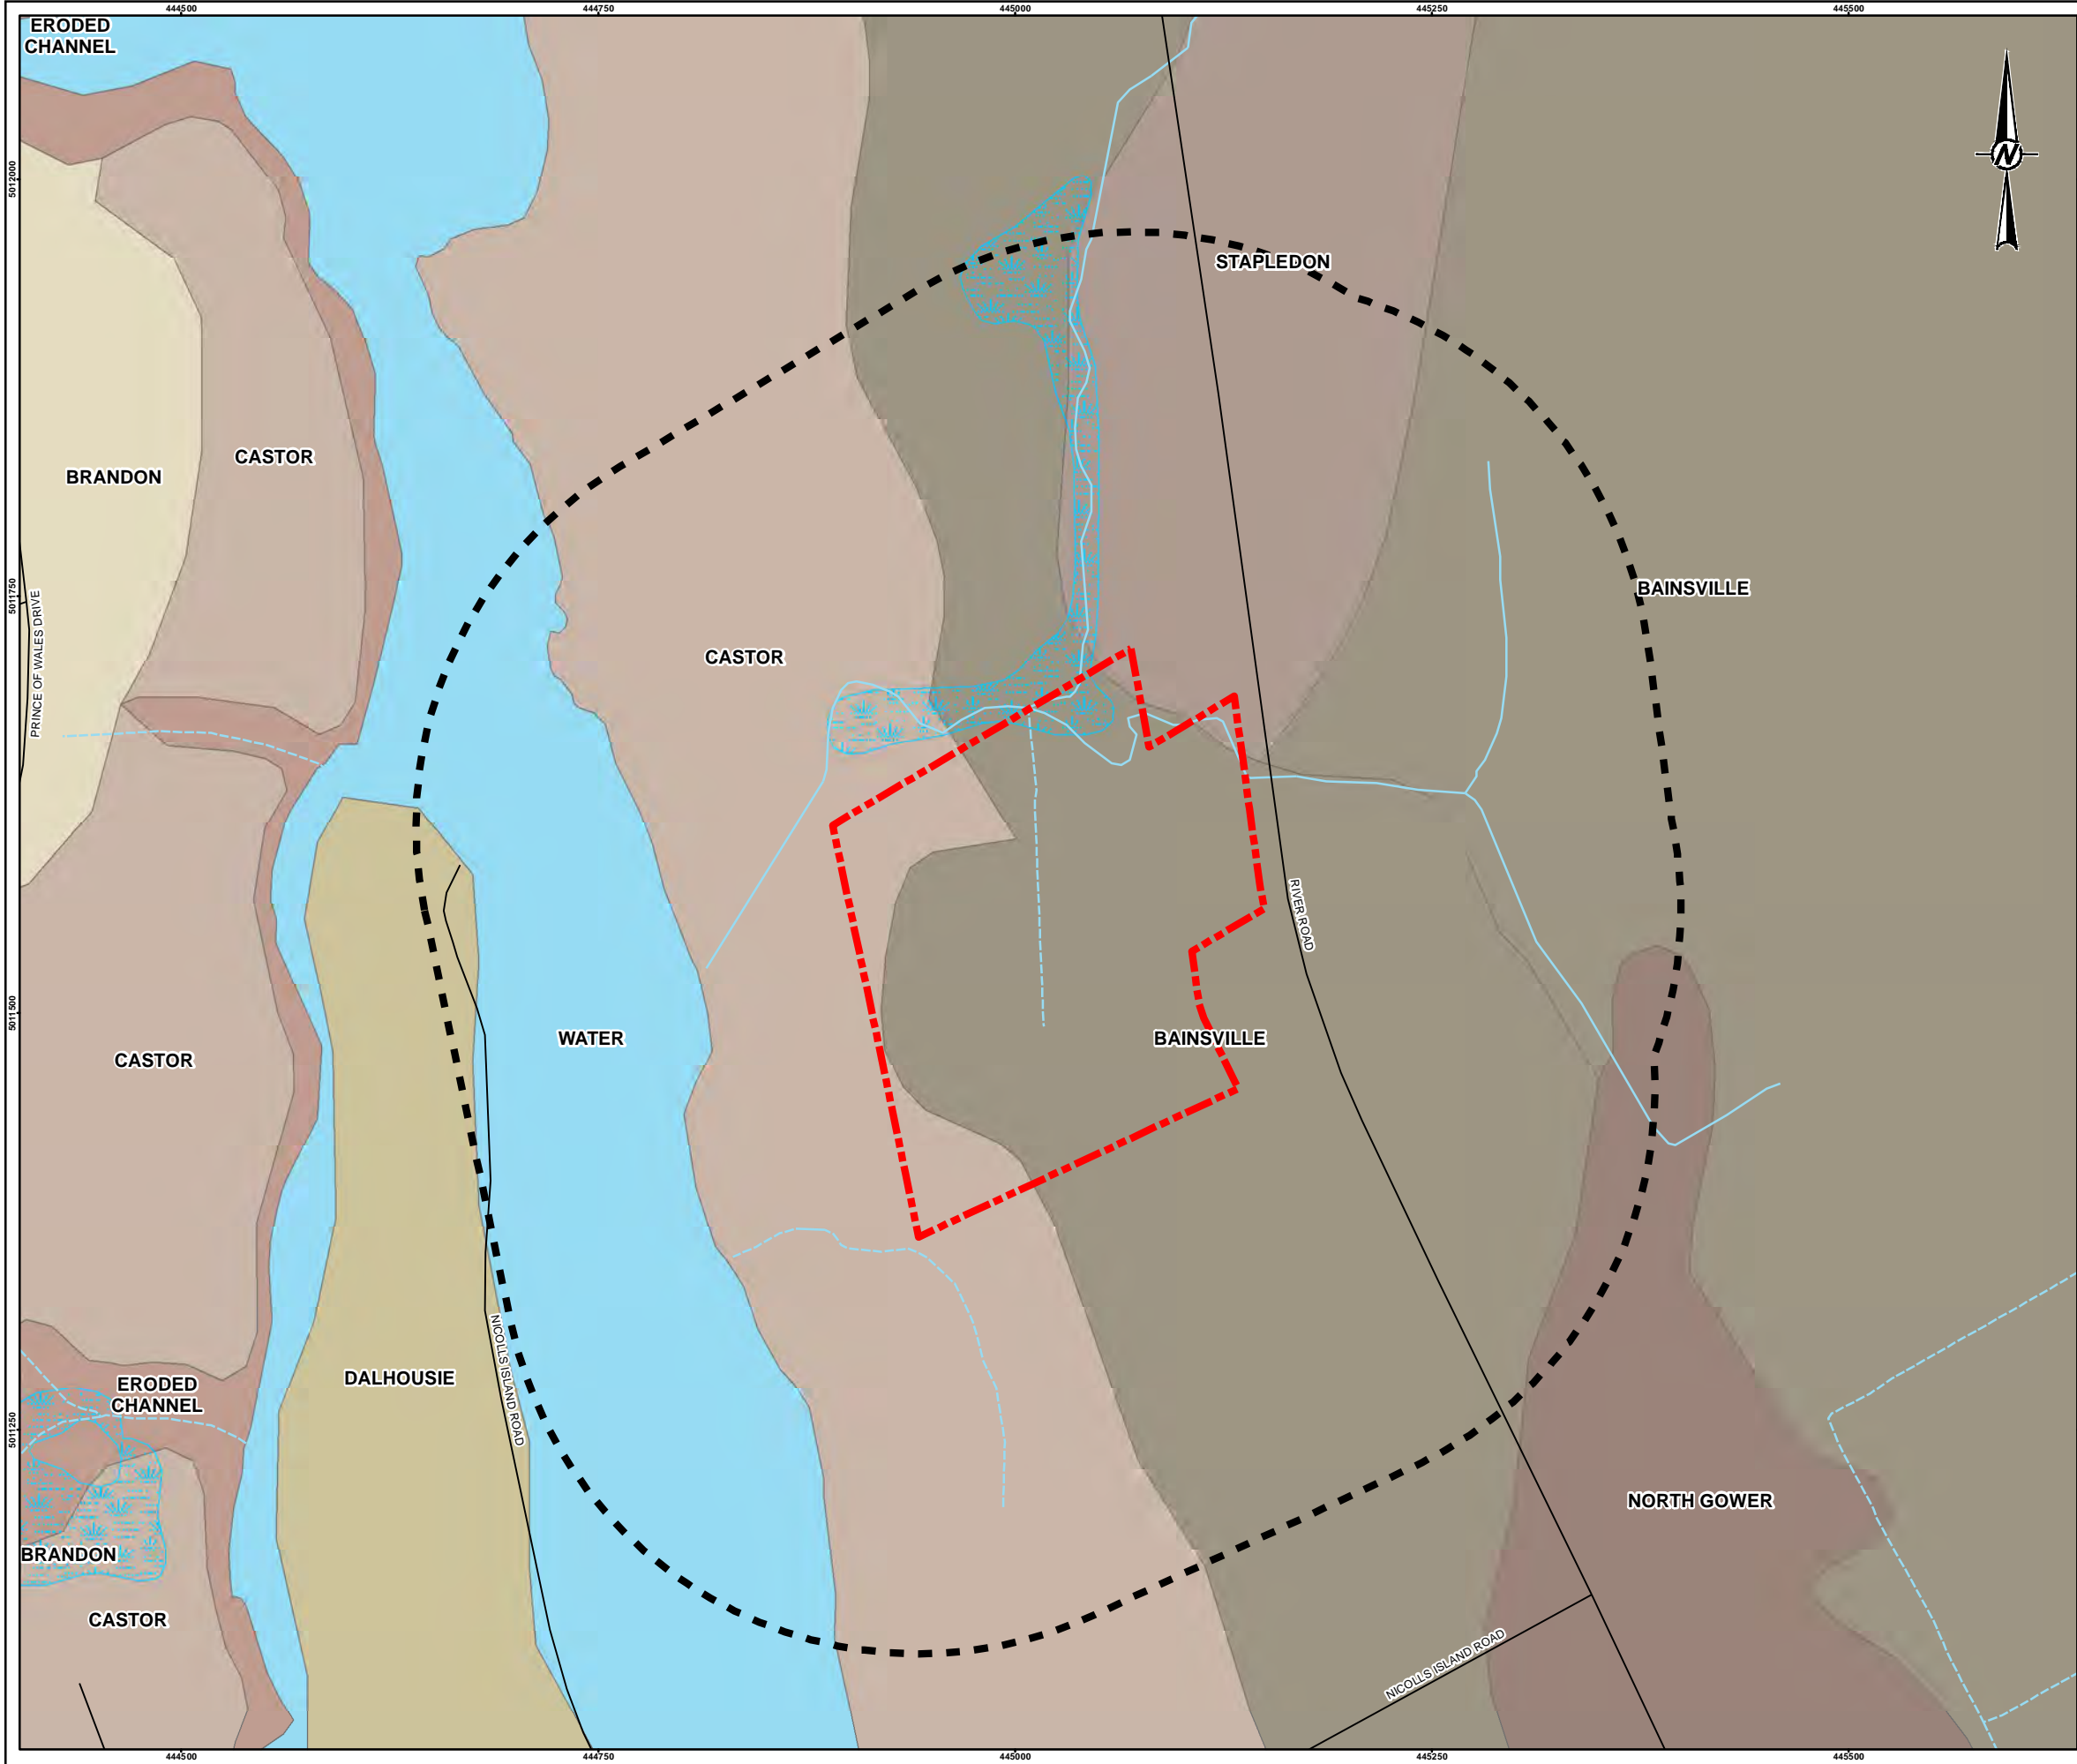 444500 444750 445000 445250 445500
ERODED
CHANNEL
N
5012000
STAPLEDON
CASTOR
BRANDON
5011750
BAINSVILLE
PRINCE OF WALES DRIVE
CASTOR
RIVER ROAD
5011500
WATER
BAINSVILLE
CASTOR
NICOLLS ISLAND ROAD
DALHOUSIE
ERODED
CHANNEL
5011250
NORTH GOWER
BRANDON
CASTOR
NICOLLS ISLAND ROAD
444500 444750 445000 445250 445500